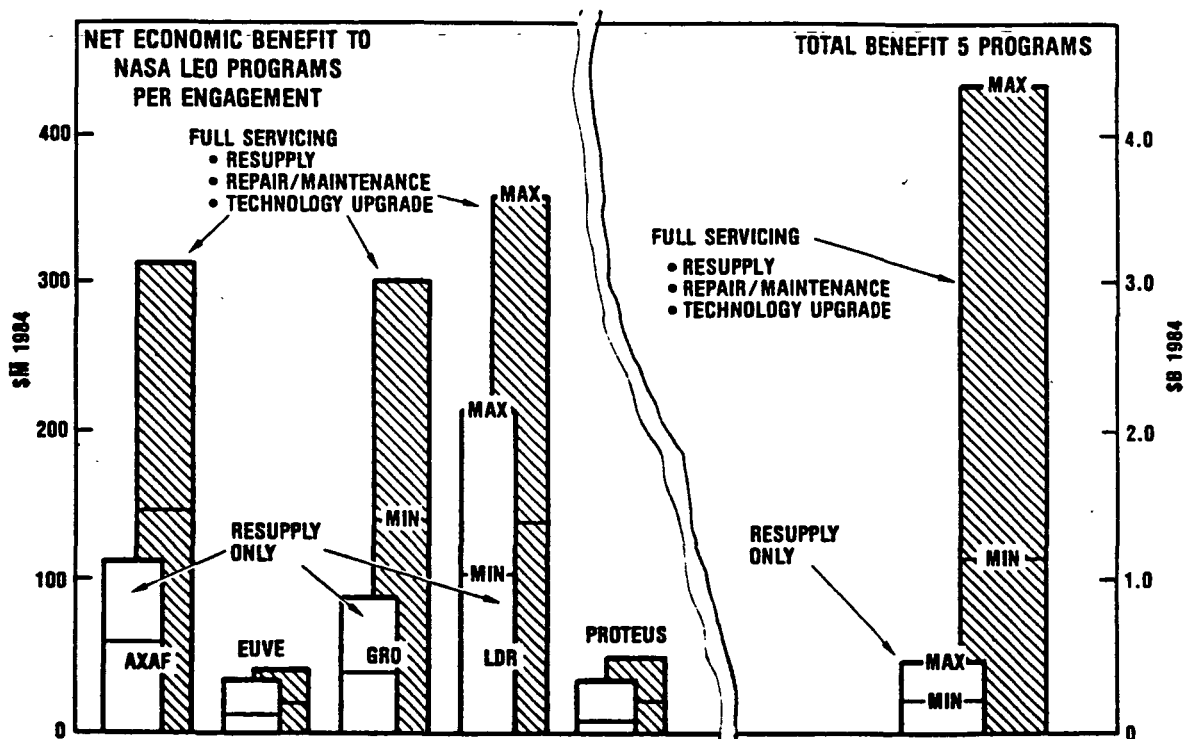 NET ECONOMIC BENEFIT TO
NASA LEO PROGRAMS
PER ENGAGEMENT
TOTAL BENEFIT 5 PROGRAMS
FULL SERVICING
• RESUPPLY
• REPAIR/MAINTENANCE
• TECHNOLOGY UPGRADE
FULL SERVICING
• RESUPPLY
• REPAIR/MAINTENANCE
• TECHNOLOGY UPGRADE
400
300
200
100
0
$M 1984
4.0
3.0
2.0
1.0
0
$B 1984
RESUPPLY
ONLY
RESUPPLY
ONLY
AXAF
EUVE
GRO
MIN
LDR
MAX
MAX
MIN
PROTEUS
MAX
MIN
MAX
MIN